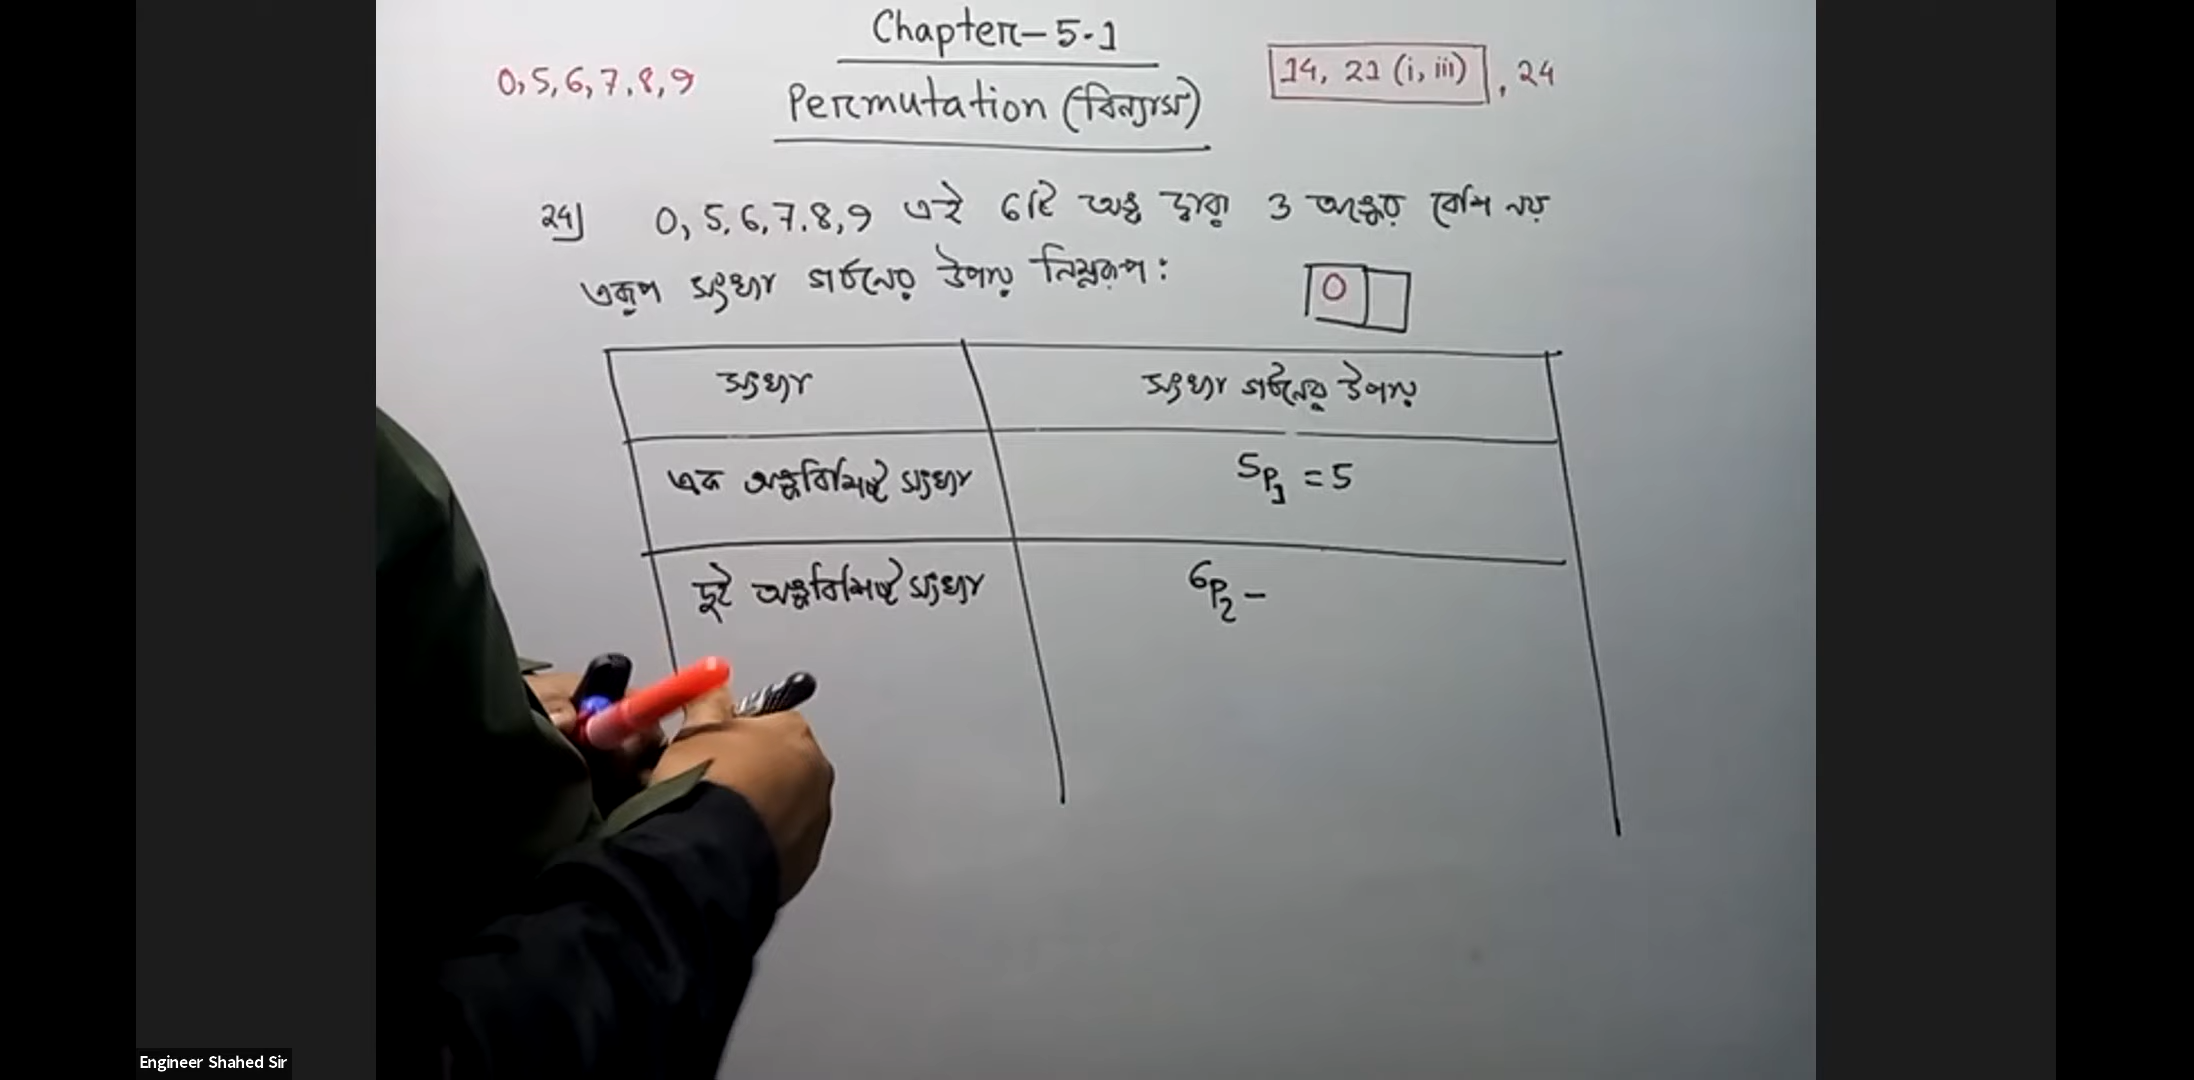 Chapter-5.1
0,5,6,7,8,9
Permutation (বিন্যাস)
14, 21 (i, iii), 24
24) 0, 5, 6, 7, 8, 9 এই 6টি অঙ্ক দ্বারা 3 অঙ্কের বেশি নয়
এরূপ সংখ্যা গঠনের উপায় নিম্নরূপ:
0
সংখ্যা
সংখ্যা গঠনের উপায়
এক অঙ্কবিশিষ্ট সংখ্যা
⁵P₁ = 5
দুই অঙ্কবিশিষ্ট সংখ্যা
⁶P₂ –
Engineer Shahed Sir